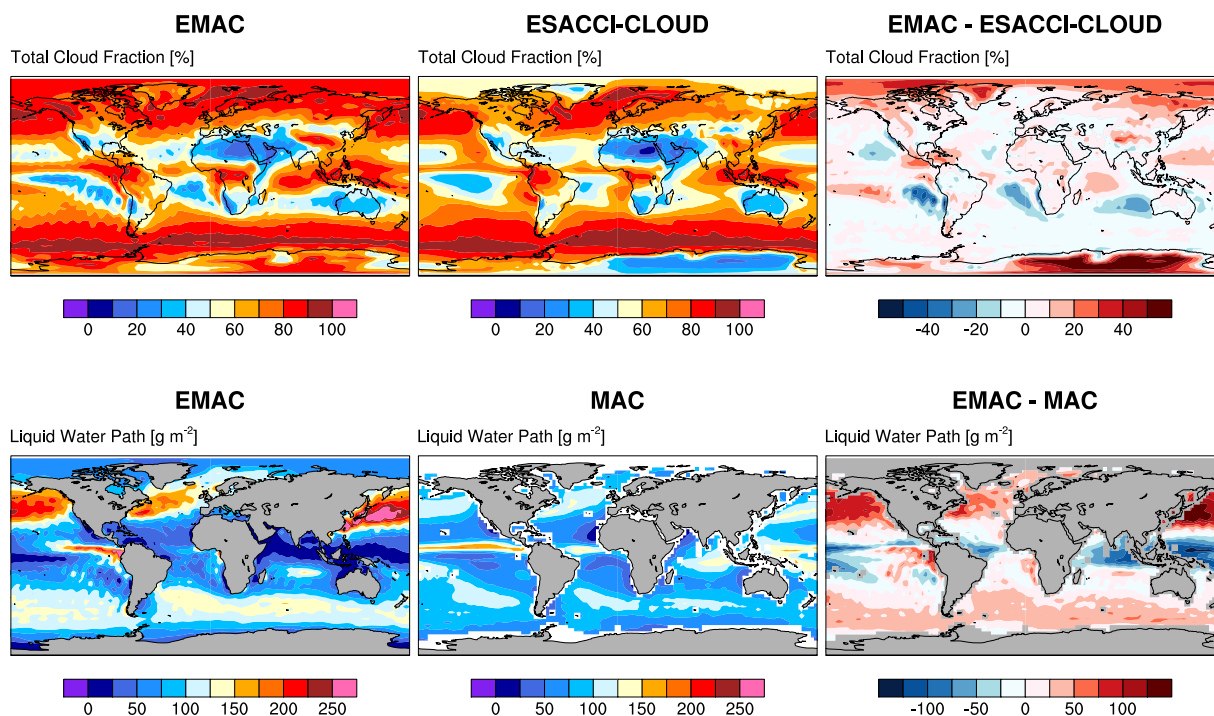 EMAC
ESACCI-CLOUD
EMAC - ESACCI-CLOUD
Total Cloud Fraction [%]
Total Cloud Fraction [%]
Total Cloud Fraction [%]
0 20 40 60 80 100
0 20 40 60 80 100
-40 -20 0 20 40
EMAC
MAC
EMAC - MAC
Liquid Water Path [g m⁻²]
Liquid Water Path [g m⁻²]
Liquid Water Path [g m⁻²]
0 50 100 150 200 250
0 50 100 150 200 250
-100 -50 0 50 100